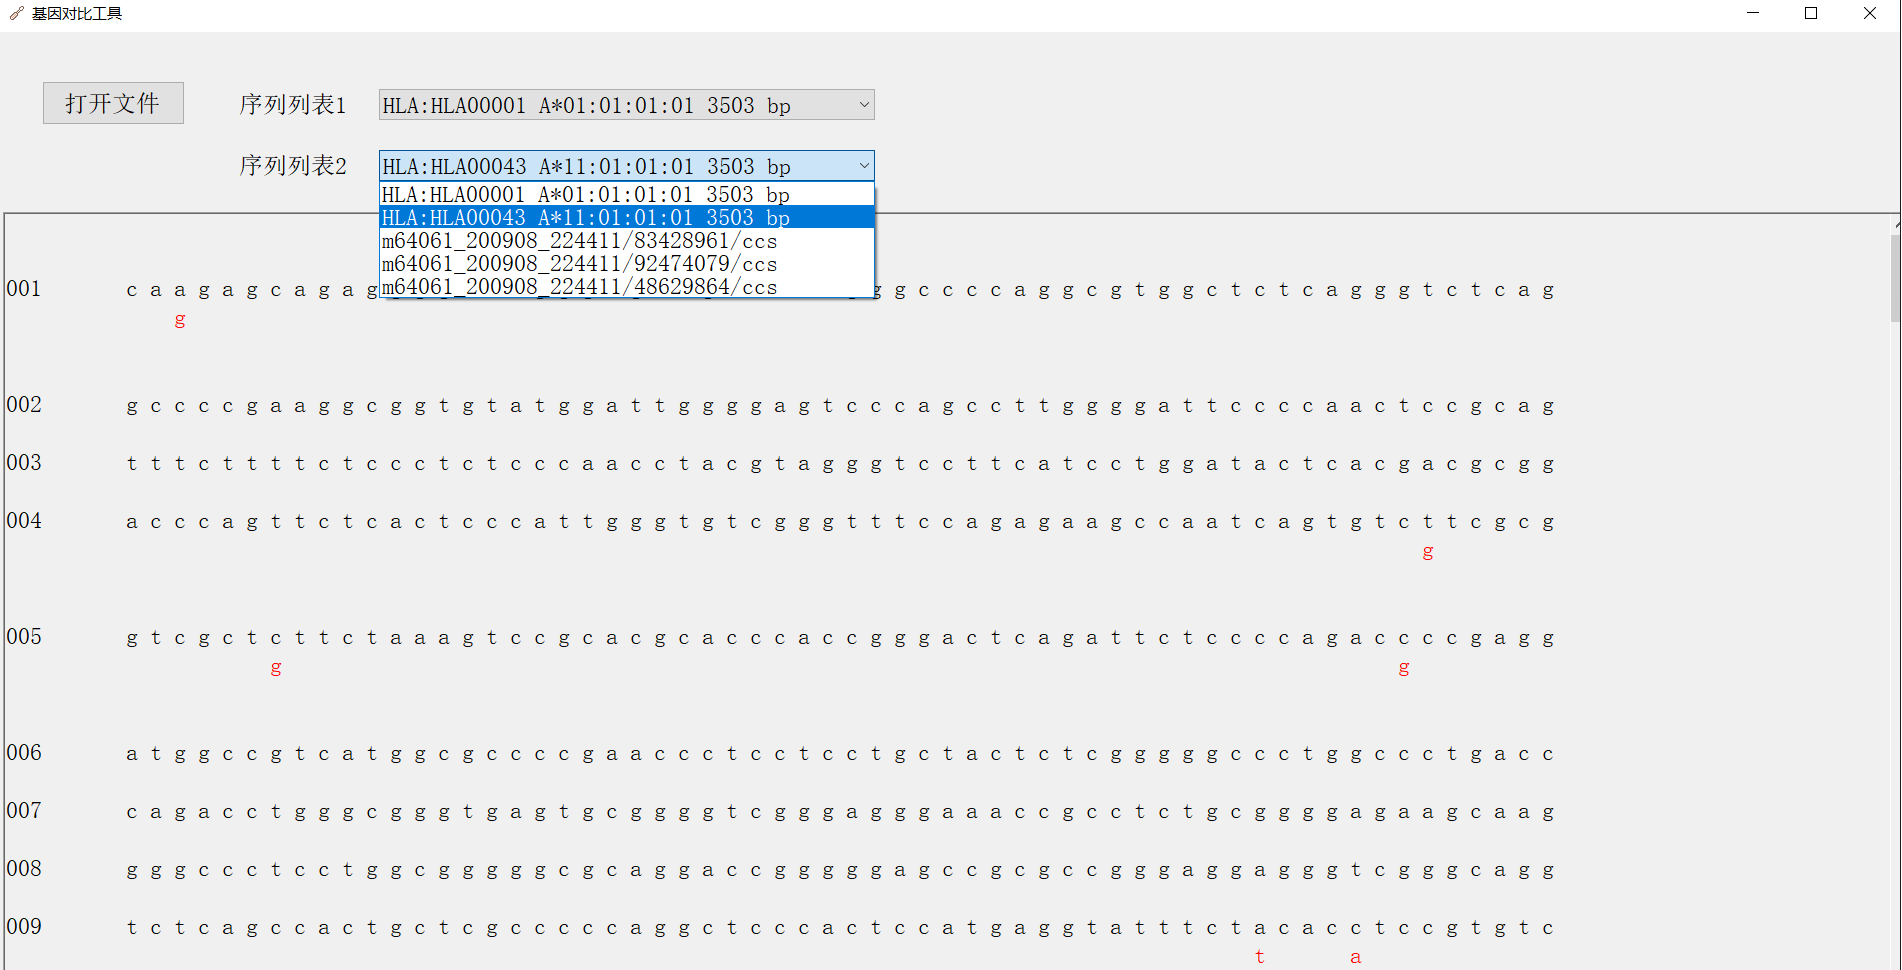 基因对比工具
打开文件
序列列表1
HLA:HLA00001 A*01:01:01:01 3503 bp
序列列表2
HLA:HLA00043 A*11:01:01:01 3503 bp
HLA:HLA00001 A*01:01:01:01 3503 bp
HLA:HLA00043 A*11:01:01:01 3503 bp
m64061_200908_224411/83428961/ccs
m64061_200908_224411/92474079/ccs
m64061_200908_224411/48629864/ccs
001 c a a g a g c a g a g g g c c c c a g g c g t g g c t c t c a g g g t c t c a g
g
002 g c c c c g a a g g c g g t g t a t g g a t t g g g g a g t c c c a g c c t t g g g g a t t c c c c a a c t c c g c a g
003 t t t c t t t t c t c c c t c t c c c a a c c t a c g t a g g g t c c t t c a t c c t g g a t a c t c a c g a c g c g g
004 a c c c a g t t c t c a c t c c c a t t g g g t g t c g g g t t t c c a g a g a a g c c a a t c a g t g t c t t c g c g
g
005 g t c g c t c t t c t a a a g t c c g c a c g c a c c c a c c g g g a c t c a g a t t c t c c c c a g a c c c c g a g g
g g
006 a t g g c c g t c a t g g c g c c c c g a a c c c t c c t c c t g c t a c t c t c g g g g g c c c t g g c c c t g a c c
007 c a g a c c t g g g c g g g t g a g t g c g g g g t c g g g a g g g a a a c c g c c t c t g c g g g g a g a a g c a a g
008 g g g c c c t c c t g g c g g g g g c g c a g g a c c g g g g g a g c c g c g c c g g g a g g a g g g t c g g g c a g g
009 t c t c a g c c a c t g c t c g c c c c c a g g c t c c c a c t c c a t g a g g t a t t t c t a c a c c t c c g t g t c
t a